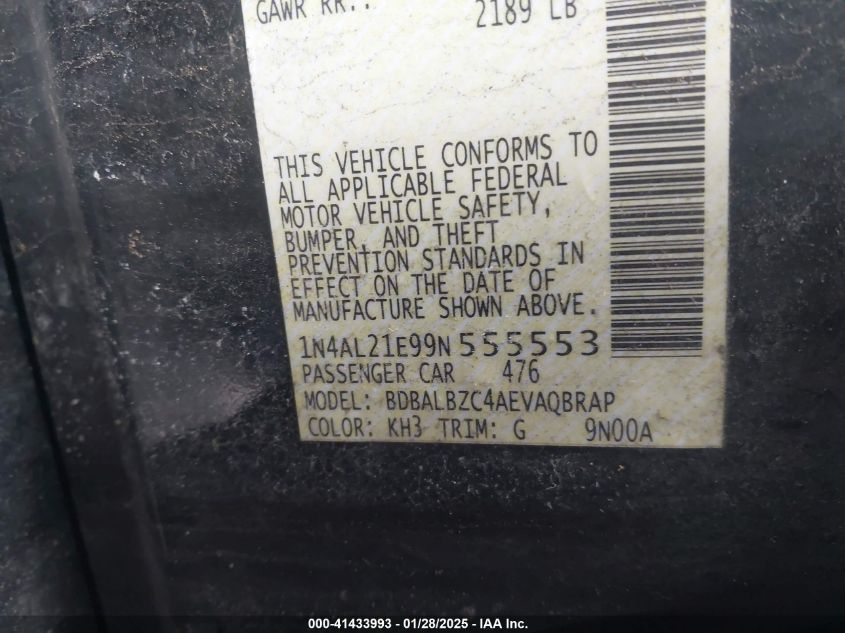 GAWR RR.: 2189 LB
THIS VEHICLE CONFORMS TO
ALL APPLICABLE FEDERAL
MOTOR VEHICLE SAFETY,
BUMPER, AND THEFT
PREVENTION STANDARDS IN
EFFECT ON THE DATE OF
MANUFACTURE SHOWN ABOVE.
1N4AL21E99N555553
PASSENGER CAR 476
MODEL: BDBALBZC4AEVAQBRAP
COLOR: KH3 TRIM: G 9N00A
000-41433993 - 01/28/2025 - IAA Inc.